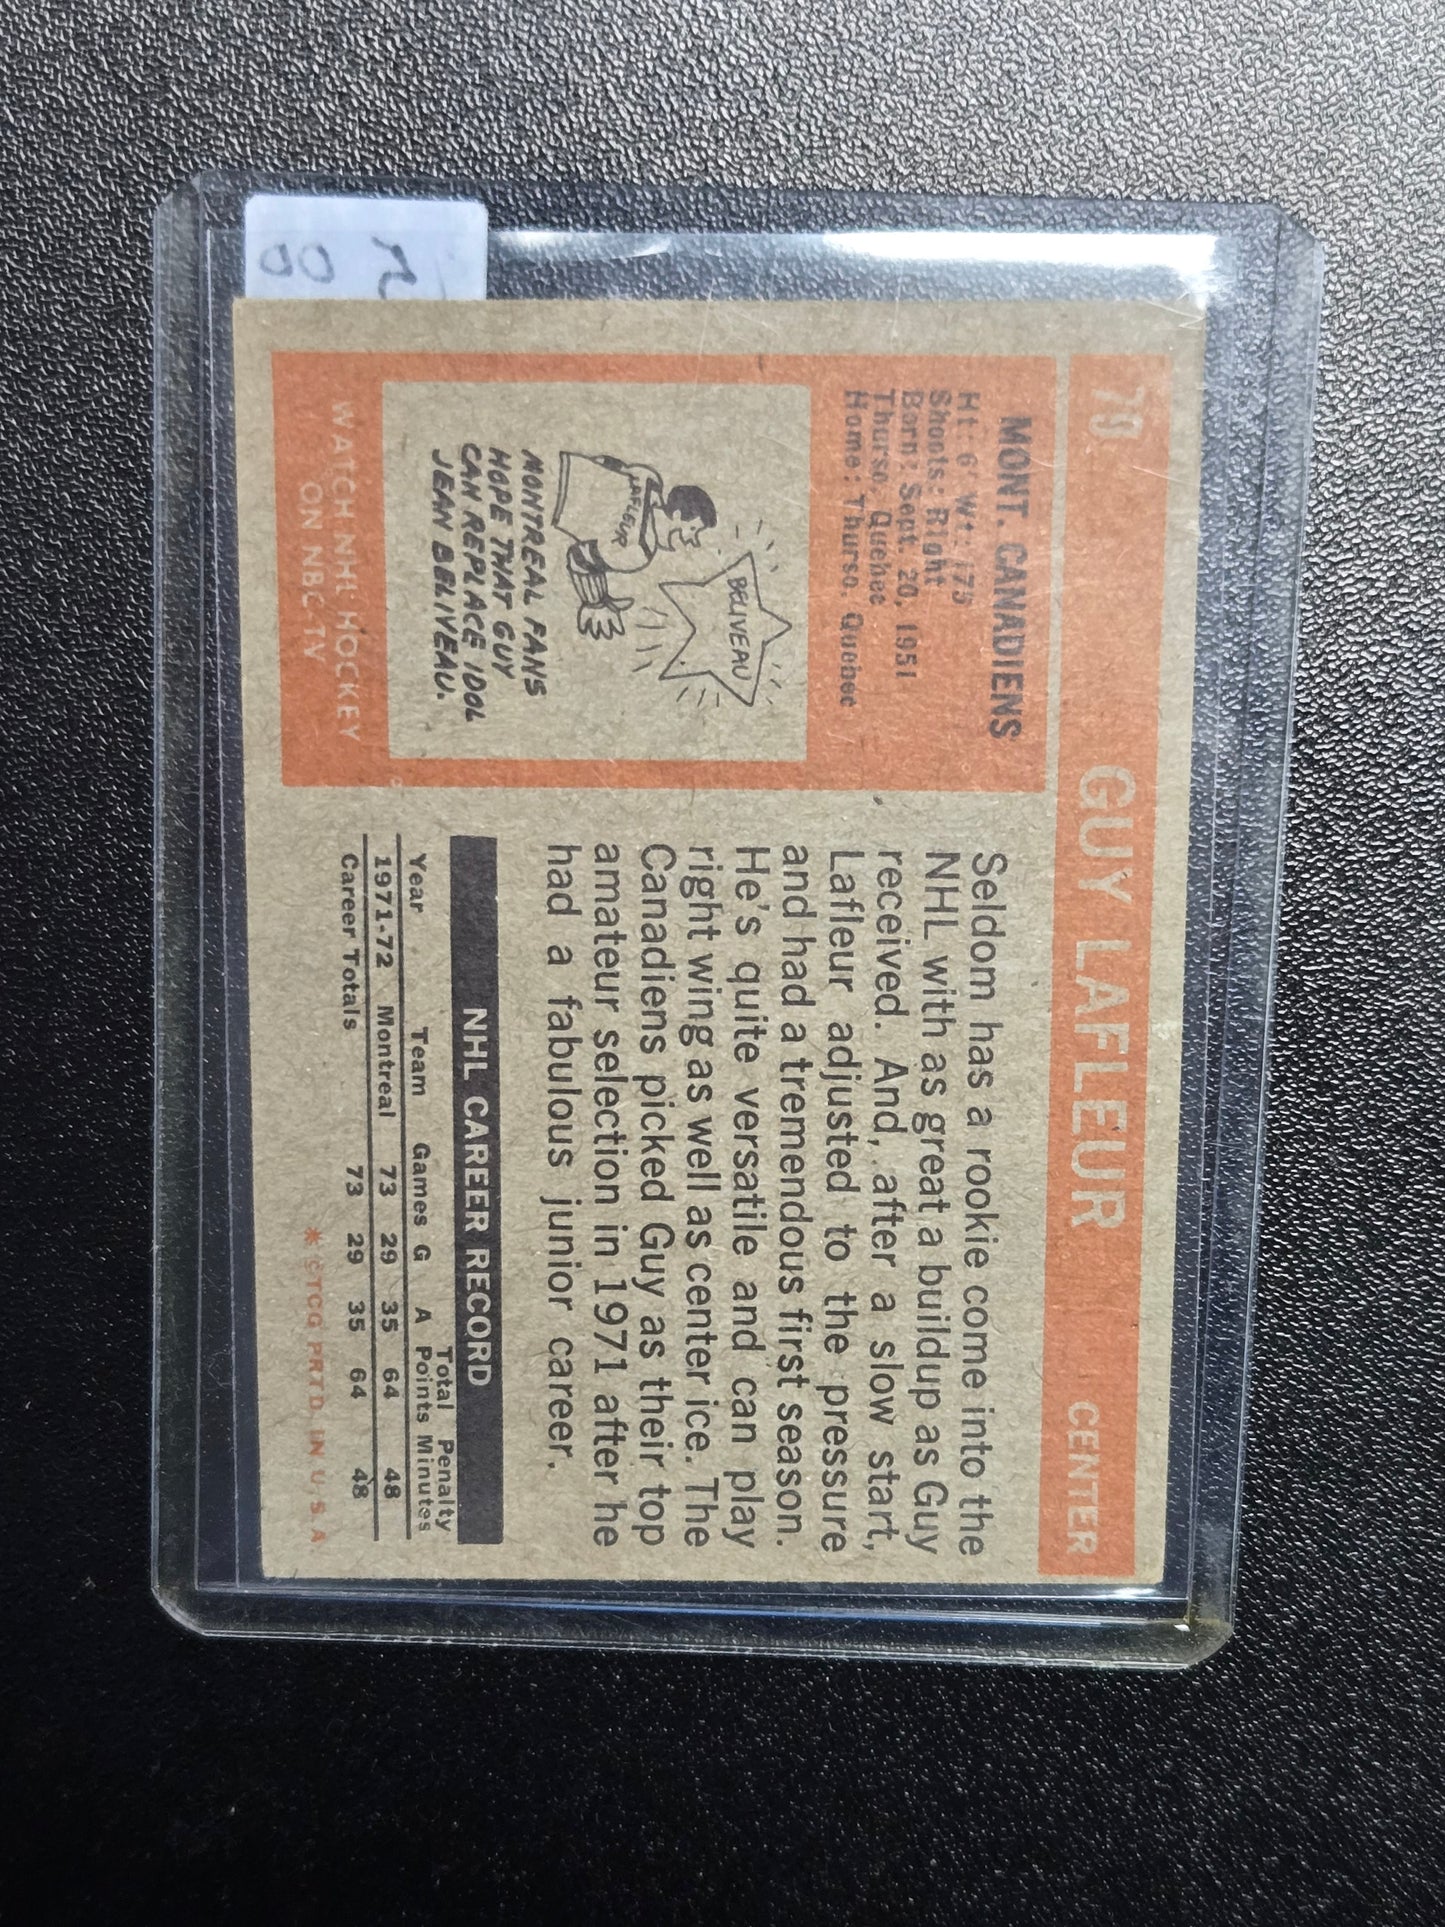 79 GUY LAFLEUR CENTER
MONT. CANADIENS
Ht: 6' Wt: 175
Shoots: Right
Born: Sept. 20, 1951
Thurso, Quebec
Home: Thurso, Quebec
BELIVEAU
LAFLEUR
MONTREAL FANS
HOPE THAT GUY
CAN REPLACE IDOL
JEAN BELIVEAU.
WATCH NHL HOCKEY
ON NBC-TV
Seldom has a rookie come into the
NHL with as great a buildup as Guy
received. And, after a slow start,
Lafleur adjusted to the pressure
and had a tremendous first season.
He's quite versatile and can play
right wing as well as center ice. The
Canadiens picked Guy as their top
amateur selection in 1971 after he
had a fabulous junior career.
NHL CAREER RECORD
Total Penalty
Year Team Games G A Points Minutes
1971-72 Montreal 73 29 35 64 48
Career Totals 73 29 35 64 48
* ©TCG PRTD. IN U.S.A.